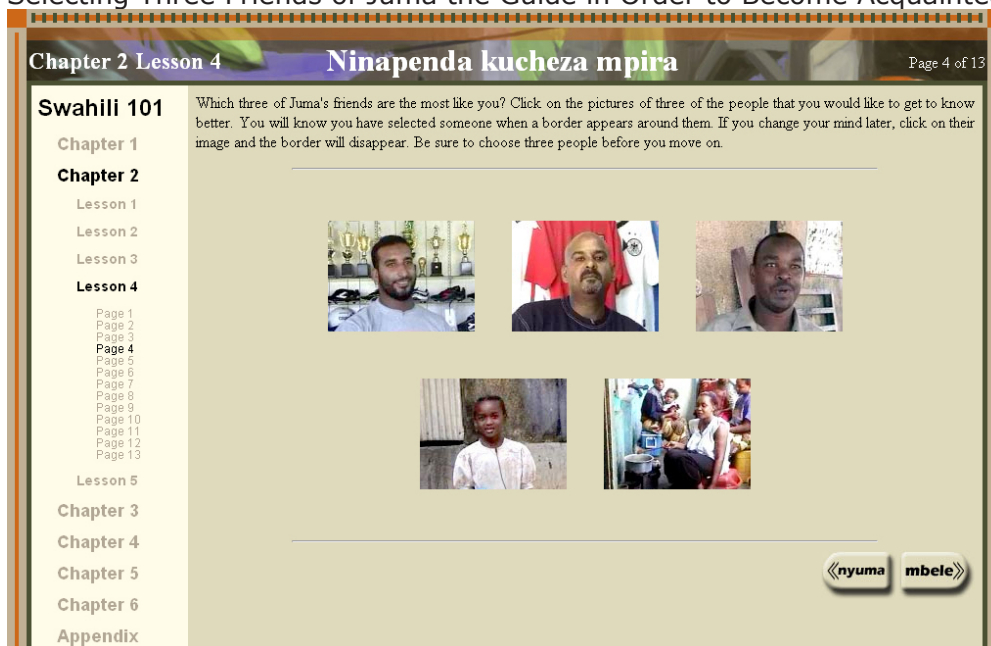 Selecting Three Friends of Juma the Guide in Order to Become Acquainte
Chapter 2 Lesson 4
Ninapenda kucheza mpira
Page 4 of 13
Swahili 101
Chapter 1
Chapter 2
Lesson 1
Lesson 2
Lesson 3
Lesson 4
Page 1
Page 2
Page 3
Page 4
Page 5
Page 6
Page 7
Page 8
Page 9
Page 10
Page 11
Page 12
Page 13
Lesson 5
Chapter 3
Chapter 4
Chapter 5
Chapter 6
Appendix
Which three of Juma's friends are the most like you? Click on the pictures of three of the people that you would like to get to know
better. You will know you have selected someone when a border appears around them. If you change your mind later, click on their
image and the border will disappear. Be sure to choose three people before you move on.
《nyuma
mbele》